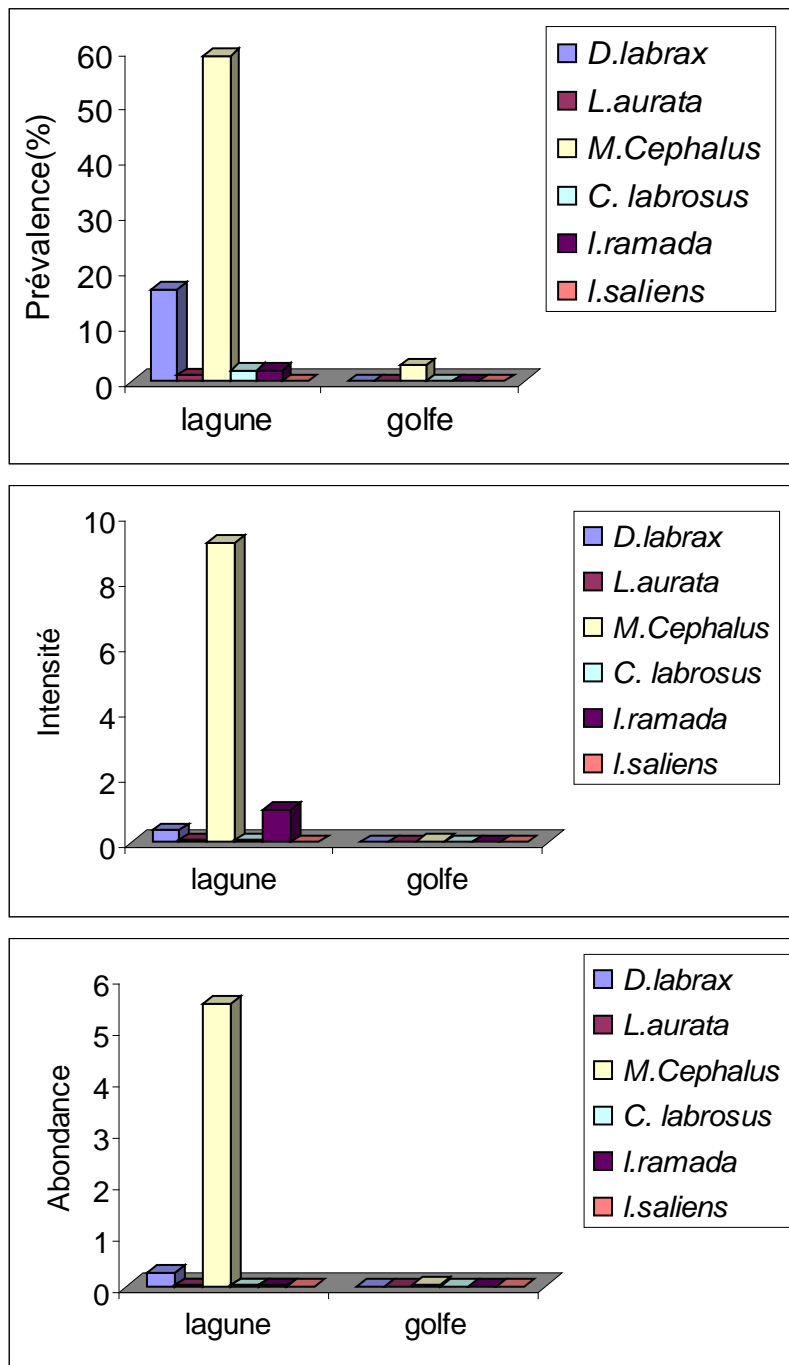 Prévalence(%)
60
50
40
30
20
10
0
lagune
golfe
D.labrax
L.aurata
M.Cephalus
C. labrosus
l.ramada
l.saliens
Intensité
10
8
6
4
2
0
lagune
golfe
D.labrax
L.aurata
M.Cephalus
C. labrosus
l.ramada
l.saliens
Abondance
6
5
4
3
2
1
0
lagune
golfe
D.labrax
L.aurata
M.Cephalus
C. labrosus
l.ramada
l.saliens